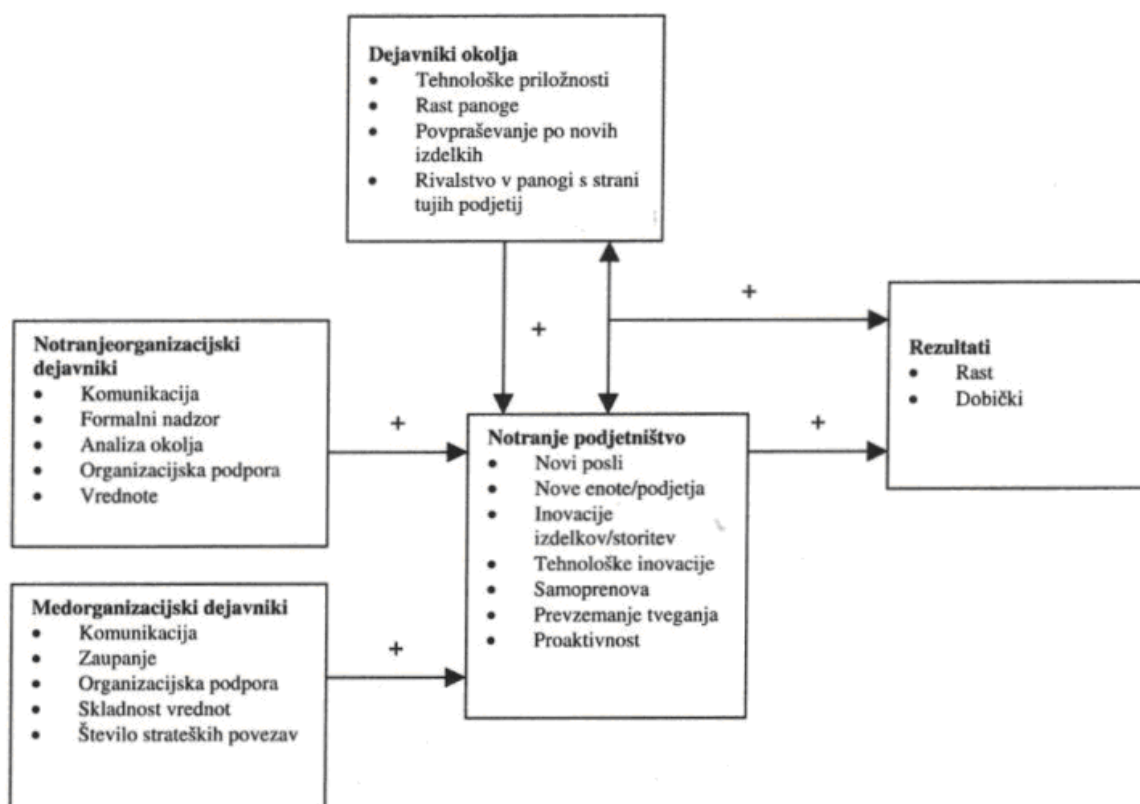 Dejavniki okolja
• Tehnološke priložnosti
• Rast panoge
• Povpraševanje po novih
izdelkih
• Rivalstvo v panogi s strani
tujih podjetij
+
+
Notranjeorganizacijski
dejavniki
• Komunikacija
• Formalni nadzor
• Analiza okolja
• Organizacijska podpora
• Vrednote
+
Medorganizacijski dejavniki
• Komunikacija
• Zaupanje
• Organizacijska podpora
• Skladnost vrednot
• Število strateških povezav
+
Notranje podjetništvo
• Novi posli
• Nove enote/podjetja
• Inovacije
izdelkov/storitev
• Tehnološke inovacije
• Samoprenova
• Prevzemanje tveganja
• Proaktivnost
+
Rezultati
• Rast
• Dobički